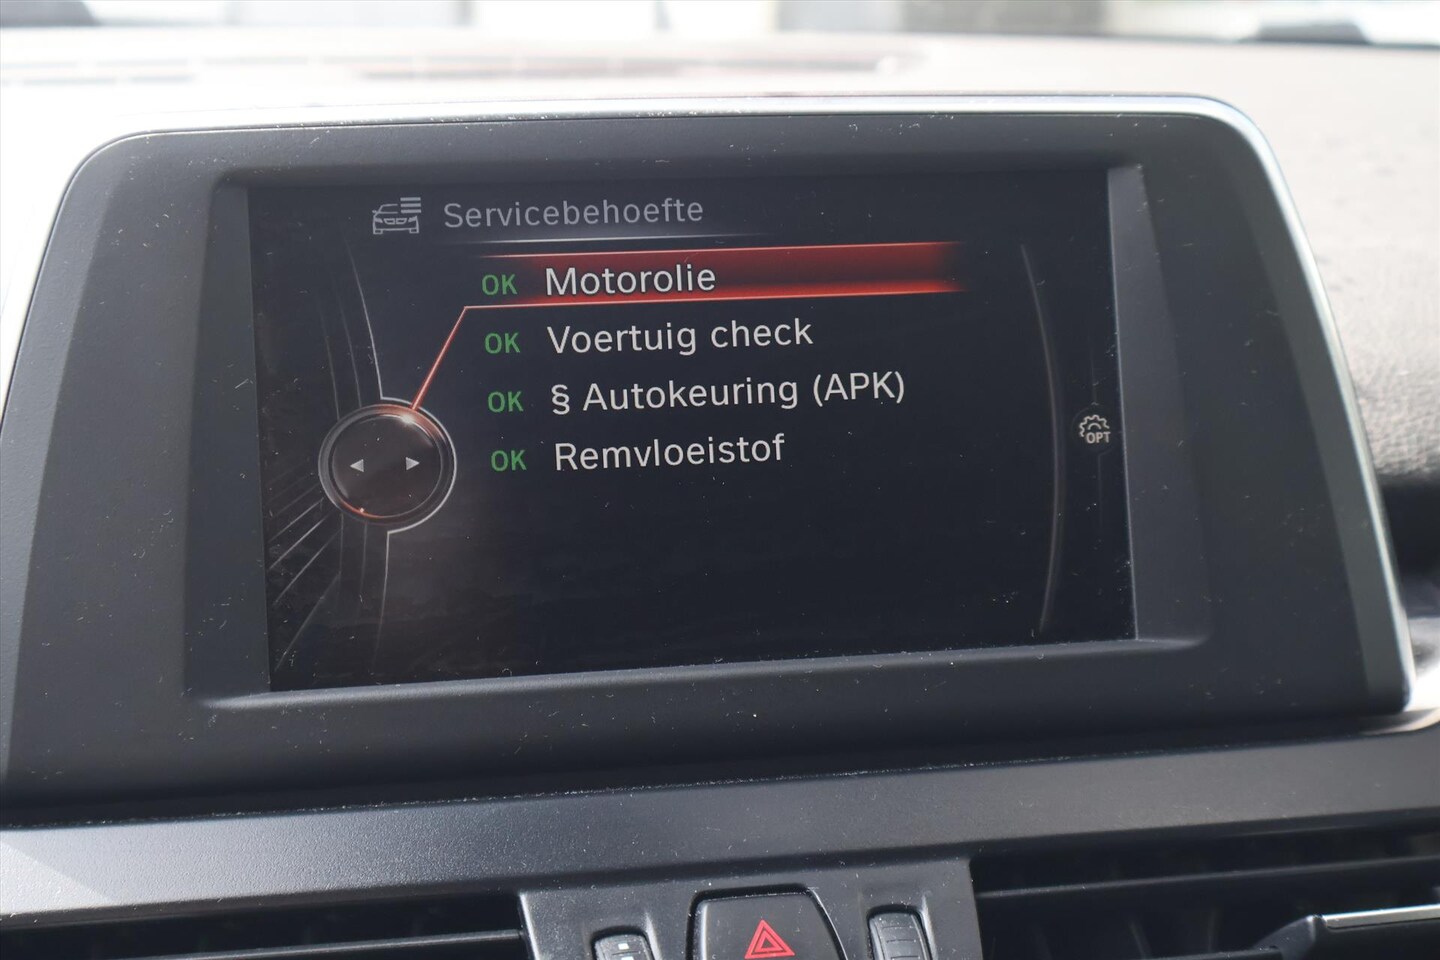 Servicebehoefte
OK Motorolie
OK Voertuig check
OK § Autokeuring (APK)
OK Remvloeistof
OPT